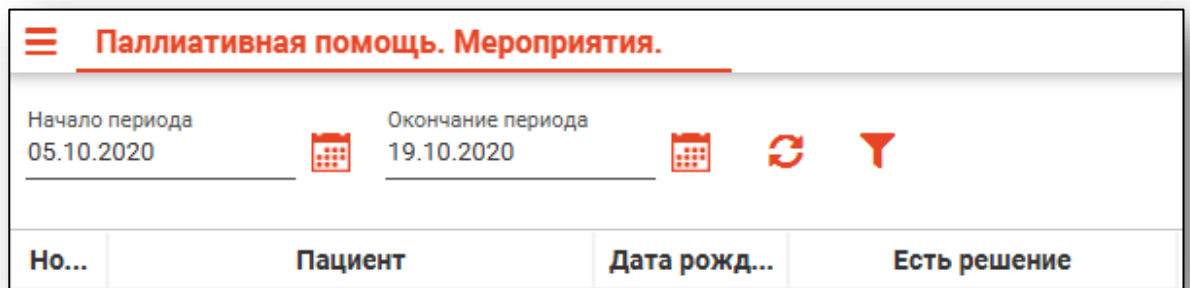 Паллиативная помощь. Мероприятия.
Начало периода Окончание периода
05.10.2020 19.10.2020
Но... Пациент Дата рожд... Есть решение